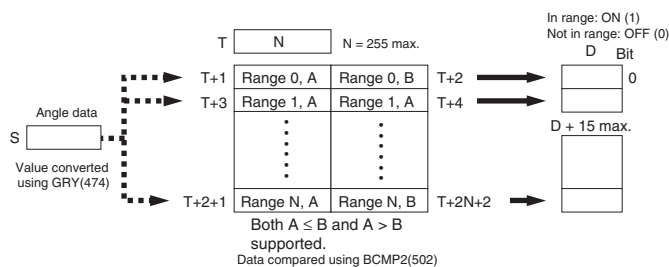 In range: ON (1)
Not in range: OFF (0)
T N N = 255 max.
D Bit
T+1 Range 0, A Range 0, B T+2 0
T+3 Range 1, A Range 1, A T+4
Angle data
S
D + 15 max.
Value converted
using GRY(474)
T+2+1 Range N, A Range N, B T+2N+2
Both A ≤ B and A > B
supported.
Data compared using BCMP2(502)